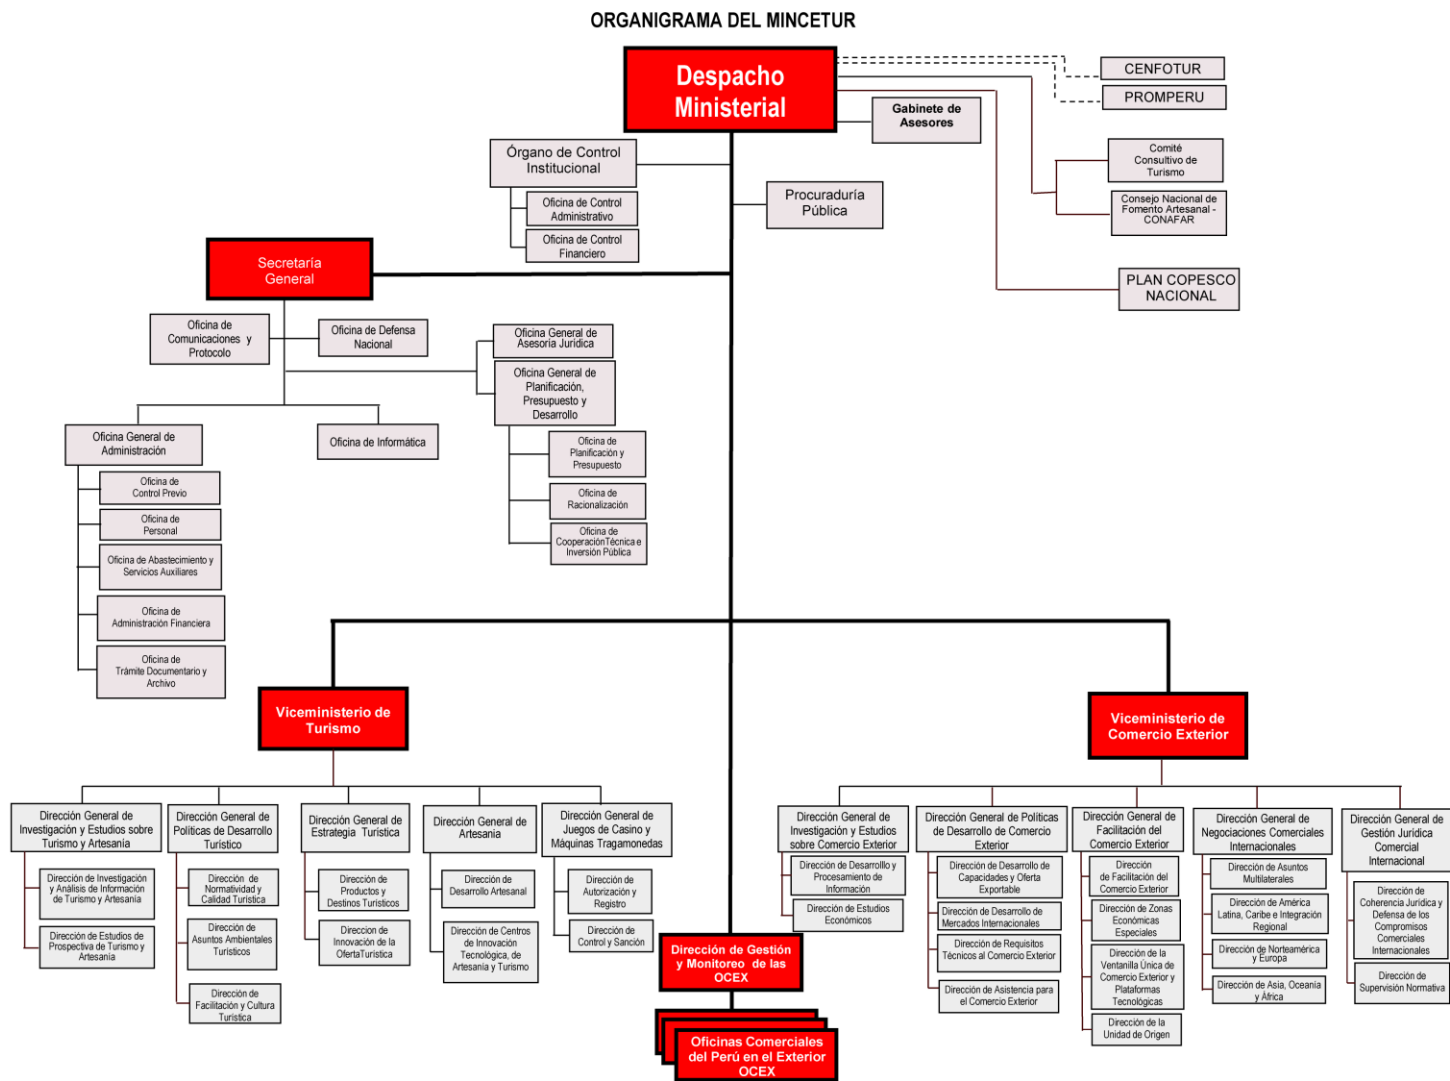 ORGANIGRAMA DEL MINCETUR
Despacho
Ministerial
CENFOTUR
PROMPERU
Gabinete de
Asesores
Órgano de Control
Institucional
Comité
Consultivo de
Turismo
Procuraduría
Pública
Oficina de Control
Administrativo
Consejo Nacional de
Fomento Artesanal -
CONAFAR
Oficina de Control
Financiero
Secretaría
General
PLAN COPESCO
NACIONAL
Oficina de
Comunicaciones y
Protocolo
Oficina de Defensa
Nacional
Oficina General de
Asesoría Jurídica
Oficina General de
Planificación,
Presupuesto y
Desarrollo
Oficina General de
Administración
Oficina de Informática
Oficina de
Planificación y
Presupuesto
Oficina de
Racionalización
Oficina de
CooperaciónTécnica e
Inversión Pública
Oficina de
Control Previo
Oficina de
Personal
Oficina de Abastecimiento y
Servicios Auxiliares
Oficina de
Administración Financiera
Oficina de
Trámite Documentario y
Archivo
Viceministerio de
Turismo
Viceministerio de
Comercio Exterior
Dirección General de
Investigación y Estudios sobre
Turismo y Artesanía
Dirección de Investigación
y Análisis de Información
de Turismo y Artesanía
Dirección de Estudios de
Prospectiva de Turismo y
Artesanía
Dirección General de
Políticas de Desarrollo
Turístico
Dirección de
Normatividad y
Calidad Turística
Dirección de
Asuntos Ambientales
Turísticos
Dirección de
Facilitación y Cultura
Turística
Dirección General de
Estrategia Turística
Dirección de
Productos y
Destinos Turísticos
Direccion de
Innovación de la
OfertaTurística
Dirección General de
Artesanía
Dirección de
Desarrollo Artesanal
Dirección de Centros de
Innovación
Tecnológica, de
Artesanía y Turismo
Dirección General de
Juegos de Casino y
Máquinas Tragamonedas
Dirección de
Autorización y
Registro
Dirección de
Control y Sanción
Dirección de Gestión
y Monitoreo de las
OCEX
Oficinas Comerciales
del Perú en el Exterior
OCEX
Dirección General de
Investigación y Estudios
sobre Comercio Exterior
Dirección de Desarrolllo y
Procesamiento de
Información
Dirección de Estudios
Económicos
Dirección General de Políticas
de Desarrollo de Comercio
Exterior
Dirección de Desarrollo de
Capacidades y Oferta
Exportable
Dirección de Desarrollo de
Mercados Internacionales
Dirección de Requisitos
Técnicos al Comercio Exterior
Dirección de Asistencia para
el Comercio Exterior
Dirección General de
Facilitación del
Comercio Exterior
Dirección
de Facilitación del
Comercio Exterior
Dirección de Zonas
Económicas
Especiales
Dirección de la
Ventanilla Única de
Comercio Exterior y
Plataformas
Tecnológicas
Dirección de la
Unidad de Origen
Dirección General de
Negociaciones Comerciales
Internacionales
Dirección de Asuntos
Multilaterales
Dirección de América
Latina, Caribe e Integración
Regional
Dirección de Norteamérica
y Europa
Dirección de Asia, Oceanía y
África
Dirección General de
Gestión Jurídica
Comercial
Internacional
Dirección de
Coherencia Jurídica y
Defensa de los
Compromisos
Comerciales
Internacionales
Dirección de
Supervisión Normativa